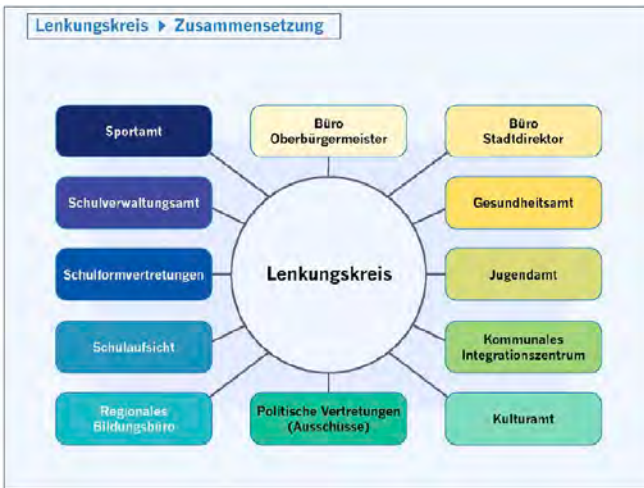 Lenkungskreis ▸ Zusammensetzung
Sportamt
Büro
Oberbürgermeister
Büro
Stadtdirektor
Schulverwaltungsamt
Gesundheitsamt
Schulformvertretungen
Lenkungskreis
Jugendamt
Schulaufsicht
Kommunales
Integrationszentrum
Regionales
Bildungsbüro
Politische Vertretungen
(Ausschüsse)
Kulturamt